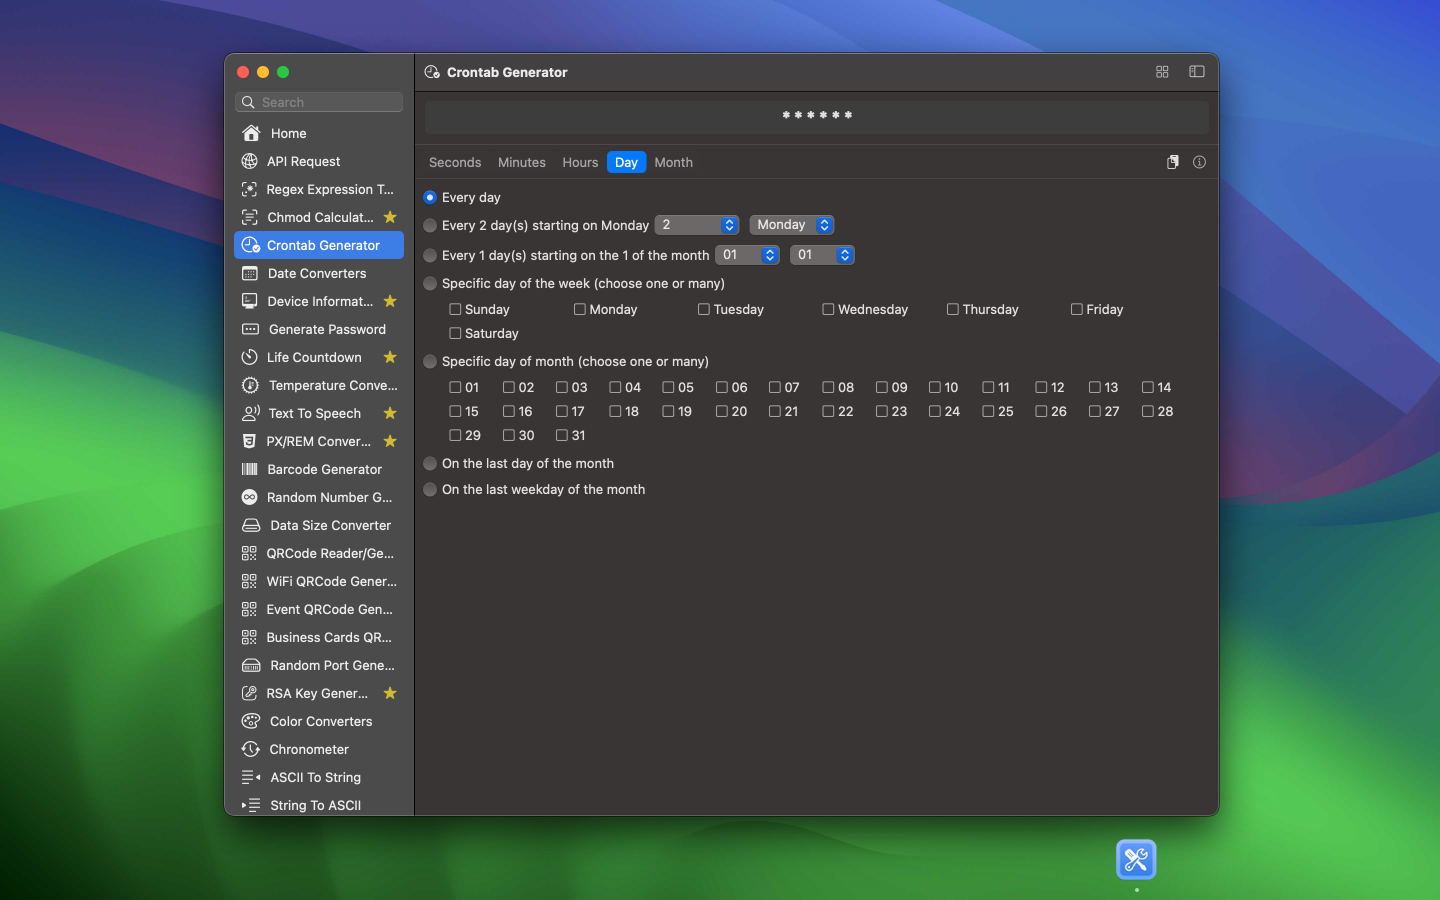 Crontab Generator
Search
* * * * * *
Home
API Request
Regex Expression T...
Chmod Calculat...
Crontab Generator
Date Converters
Device Informat...
Generate Password
Life Countdown
Temperature Conve...
Text To Speech
PX/REM Conver...
Barcode Generator
Random Number G...
Data Size Converter
QRCode Reader/Ge...
WiFi QRCode Gener...
Event QRCode Gen...
Business Cards QR...
Random Port Gene...
RSA Key Gener...
Color Converters
Chronometer
ASCII To String
String To ASCII
Seconds Minutes Hours Day Month
Every day
Every 2 day(s) starting on Monday 2 Monday
Every 1 day(s) starting on the 1 of the month 01 01
Specific day of the week (choose one or many)
Sunday Monday Tuesday Wednesday Thursday Friday
Saturday
Specific day of month (choose one or many)
01 02 03 04 05 06 07 08 09 10 11 12 13 14
15 16 17 18 19 20 21 22 23 24 25 26 27 28
29 30 31
On the last day of the month
On the last weekday of the month